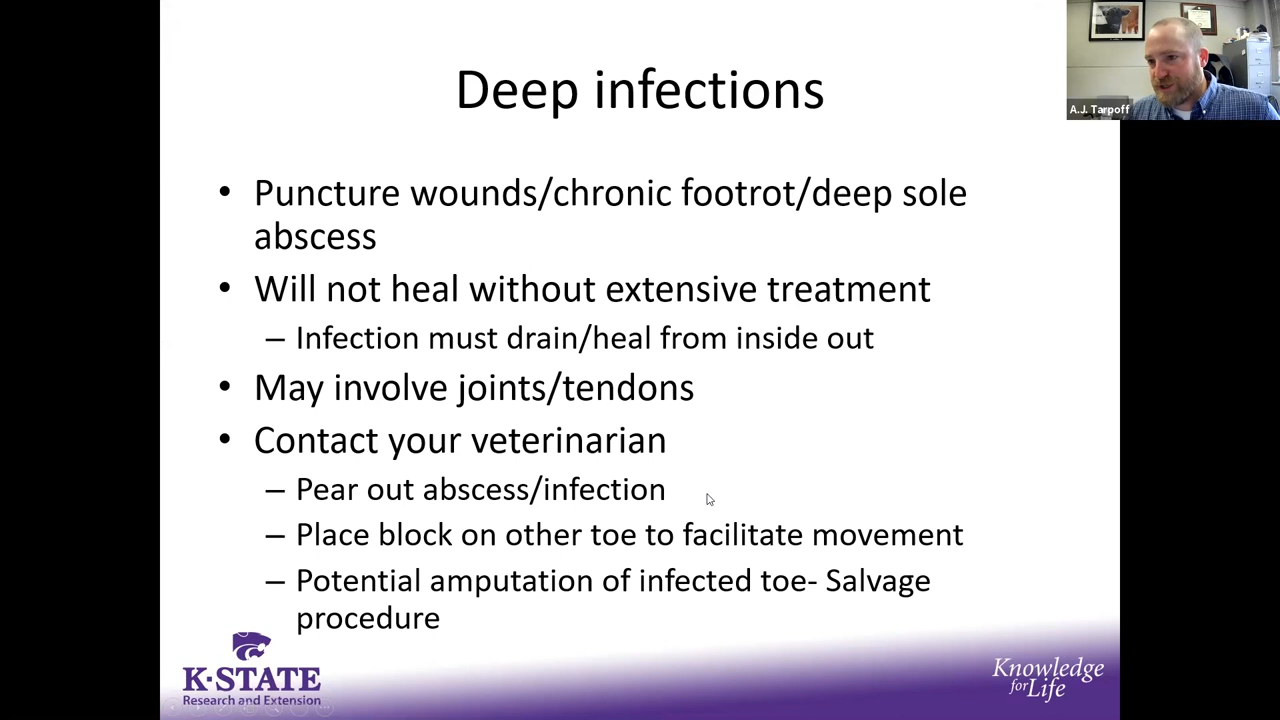 Deep infections
A.J. Tarpoff
• Puncture wounds/chronic footrot/deep sole
abscess
• Will not heal without extensive treatment
– Infection must drain/heal from inside out
• May involve joints/tendons
• Contact your veterinarian
– Pear out abscess/infection
– Place block on other toe to facilitate movement
– Potential amputation of infected toe- Salvage
procedure
K-STATE
Research and Extension
Knowledge
for Life